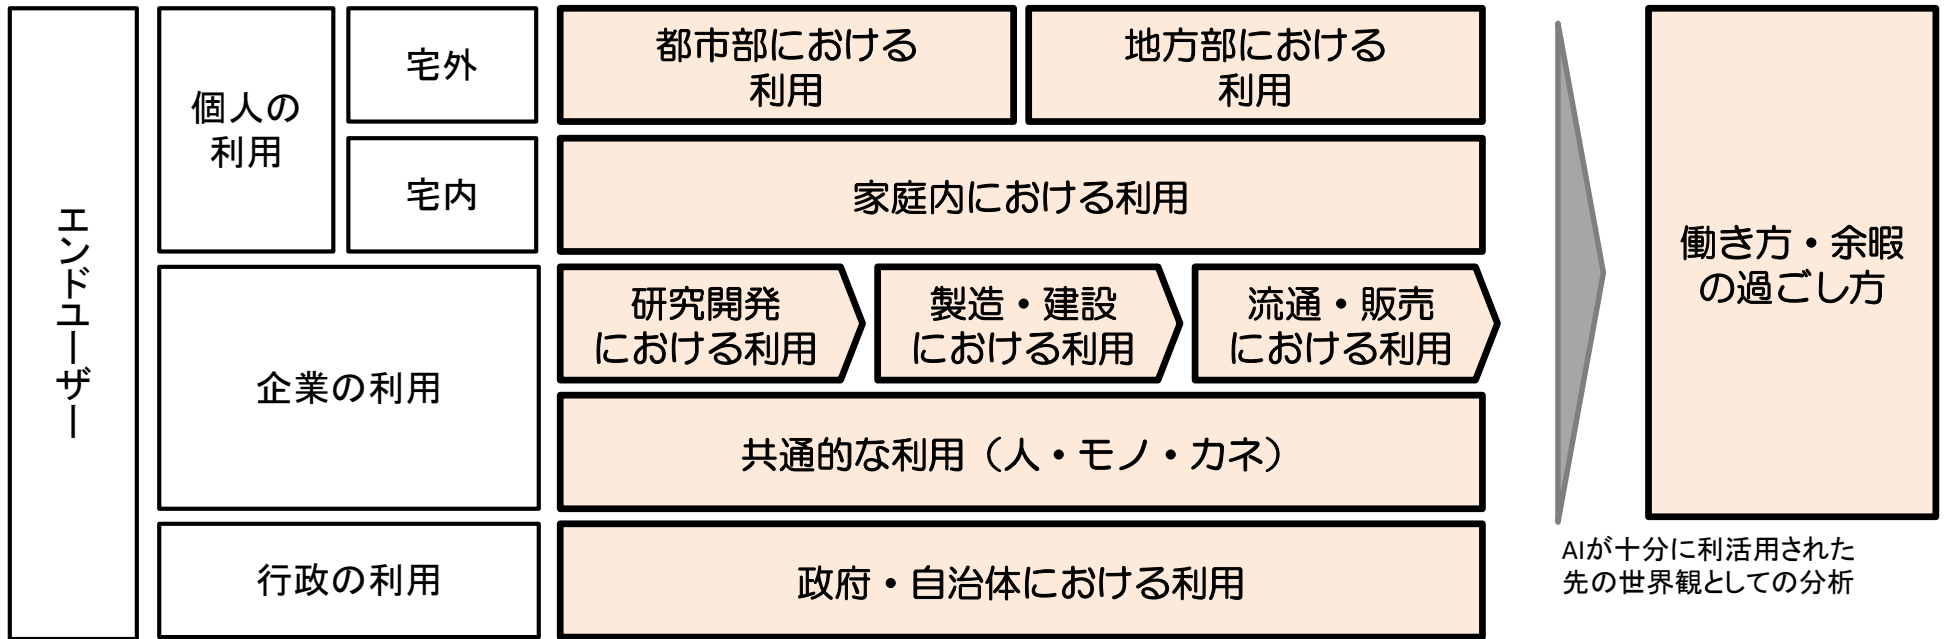 エンドユーザー
個人の
利用
宅外
都市部における
利用
地方部における
利用
宅内
家庭内における利用
企業の利用
研究開発
における利用
製造・建設
における利用
流通・販売
における利用
共通的な利用（人・モノ・カネ）
行政の利用
政府・自治体における利用
働き方・余暇
の過ごし方
AIが十分に利活用された
先の世界観としての分析